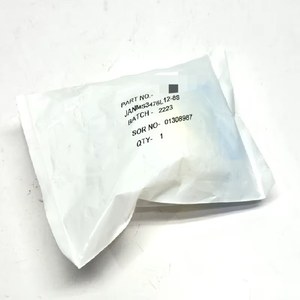 PART NO.-
JANMS3476L12-8S
BATCH - 2223
SOR NO- 01308987
QTY- 1